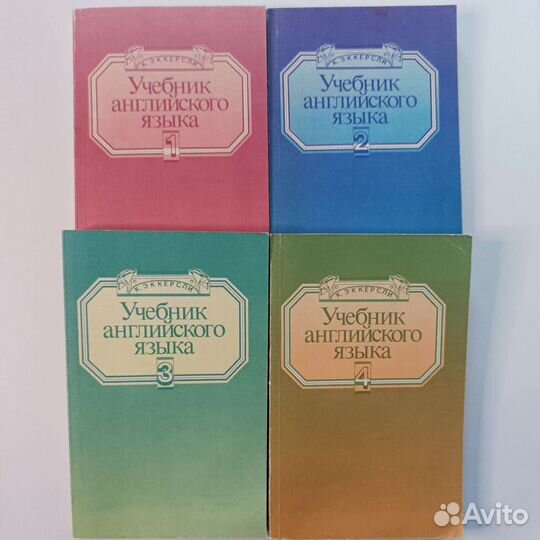 К. ЭККЕРСЛИ
Учебник
английского
языка
1
К. ЭККЕРСЛИ
Учебник
английского
языка
2
К. ЭККЕРСЛИ
Учебник
английского
языка
3
К. ЭККЕРСЛИ
Учебник
английского
языка
4
Avito